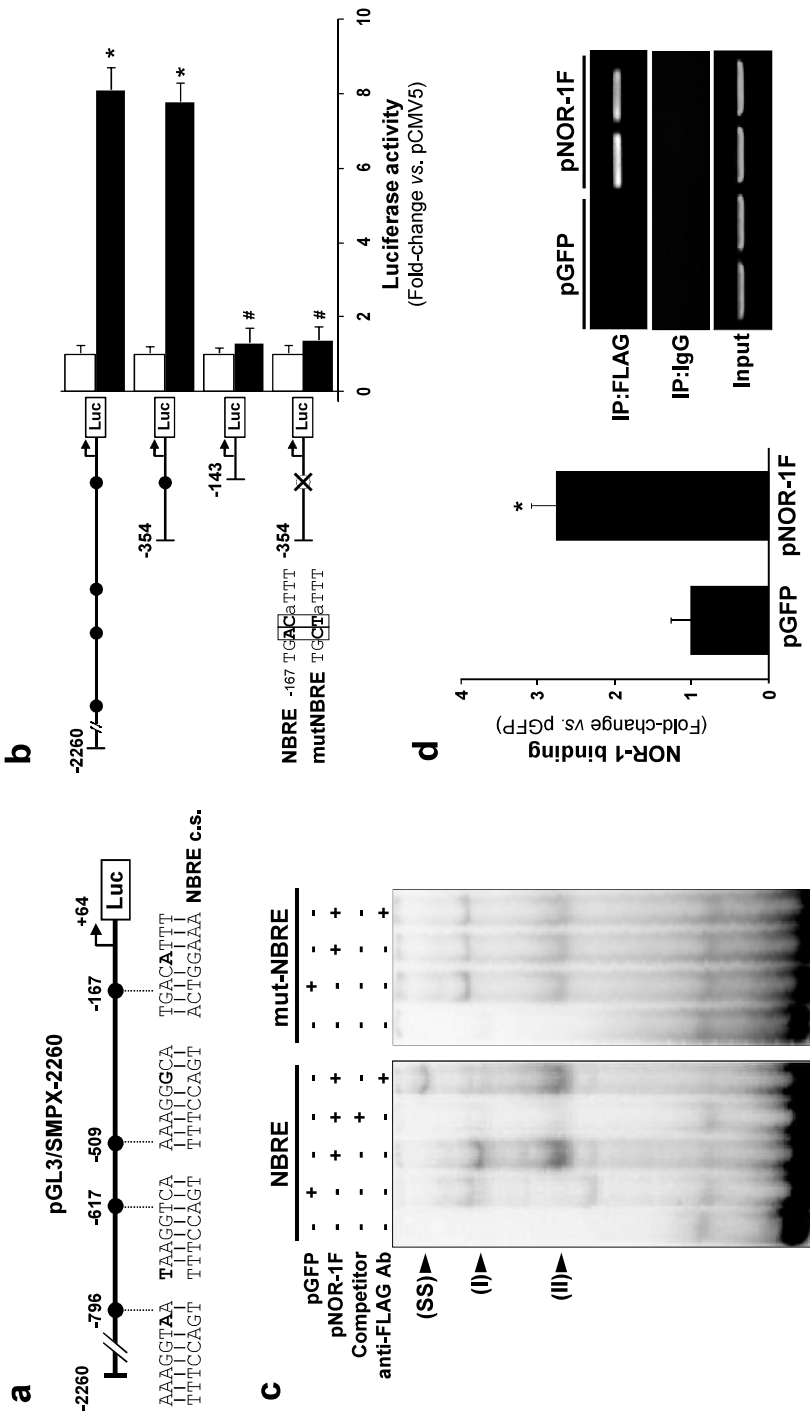 a
pGL3/SMPX-2260
-2260
-796
-617
-509
-167
+64
Luc
AAAAGGTAA
TTTCCAGT
TAAGGTCA
TTTCCAGT
AAAGGGCA
TTTCCAGT
TGACATTT
ACTGGAAA
NBRE c.s.
b
-2260
Luc
*
-354
Luc
*
-143
Luc
#
-354
Luc
#
NBRE -167 TGACaTTT
mutNBRE TGCTaTTT
0 2 4 6 8 10
Luciferase activity
(Fold-change vs. pCMV5)
c
NBRE
mut-NBRE
pGFP - + - - - - + - -
pNOR-1F - - + + + - - + +
Competitor - - - + - - - - -
anti-FLAG Ab - - - - + - - - +
(SS)
(I)
(II)
d
NOR-1 binding
(Fold-change vs. pGFP)
4
3
2
1
0
*
pGFP
pNOR-1F
pGFP
pNOR-1F
IP:FLAG
IP:IgG
Input